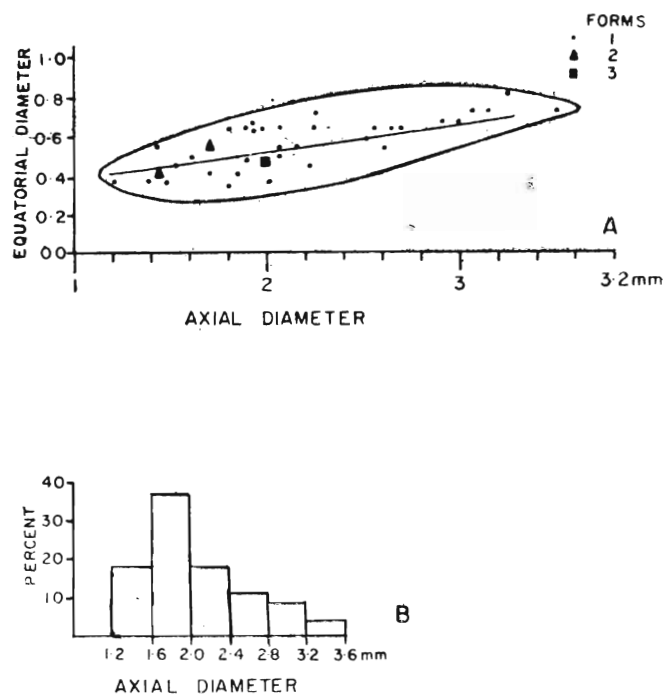 FORMS
1
2
3
EQUATORIAL DIAMETER
1·0
0·8
0·6
0·4
0·2
0·0
A
1 2 3 3·2mm
AXIAL DIAMETER
PERCENT
40
30
20
10
B
1·2 1·6 2·0 2·4 2·8 3·2 3·6mm
AXIAL DIAMETER